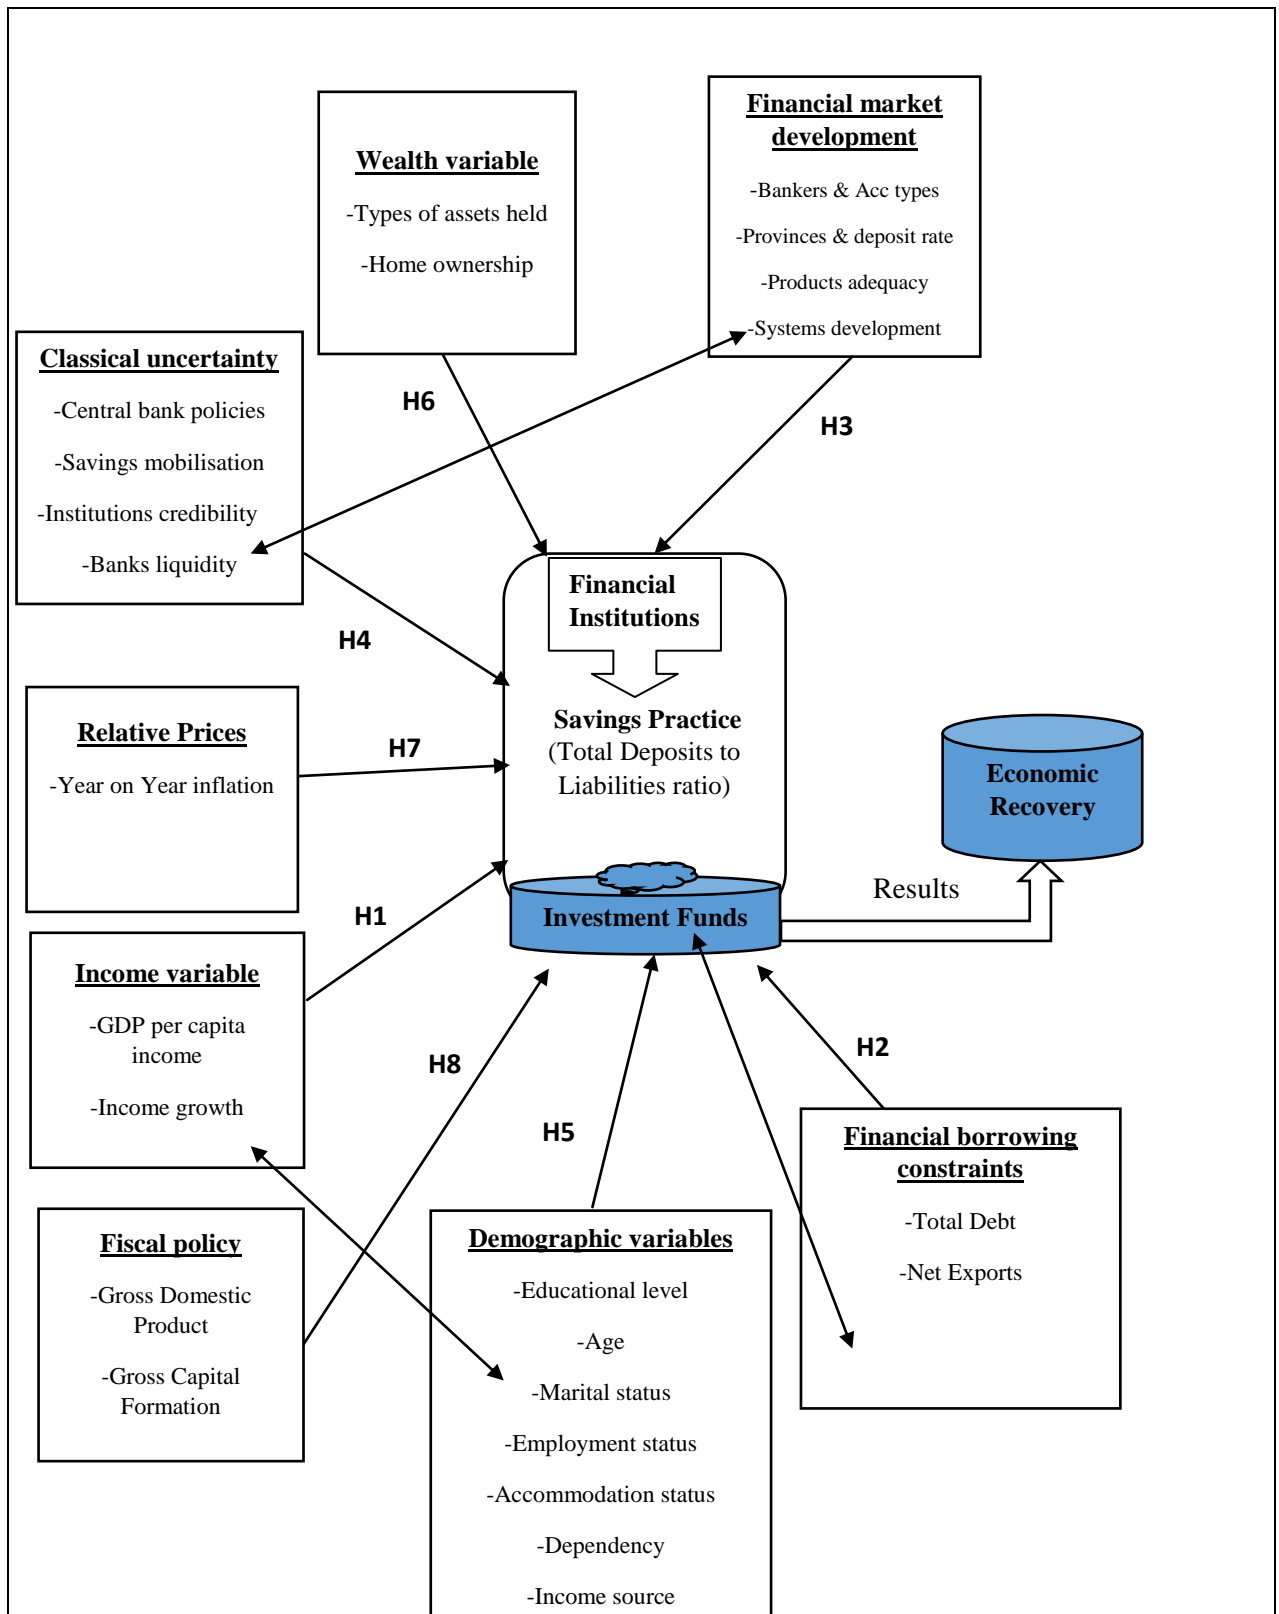 Financial market
development
-Bankers & Acc types
-Provinces & deposit rate
-Products adequacy
-Systems development
Wealth variable
-Types of assets held
-Home ownership
Classical uncertainty
-Central bank policies
-Savings mobilisation
-Institutions credibility
-Banks liquidity
H6
H3
H4
Financial
Institutions
Savings Practice
(Total Deposits to
Liabilities ratio)
Relative Prices
-Year on Year inflation
H7
Economic
Recovery
H1
Investment Funds
Results
Income variable
-GDP per capita
income
-Income growth
H8
H5
H2
Financial borrowing
constraints
-Total Debt
-Net Exports
Fiscal policy
-Gross Domestic
Product
-Gross Capital
Formation
Demographic variables
-Educational level
-Age
-Marital status
-Employment status
-Accommodation status
-Dependency
-Income source